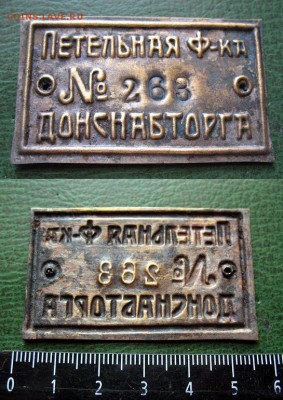 ПЕТЕЛЬНАЯ Ф-КА
№ 263
ДОНСНАБТОРГА
ПЕТЕЛЬНАЯ Ф-КА
№ 263
ДОНСНАБТОРГА
0 1 2 3 4 5 6